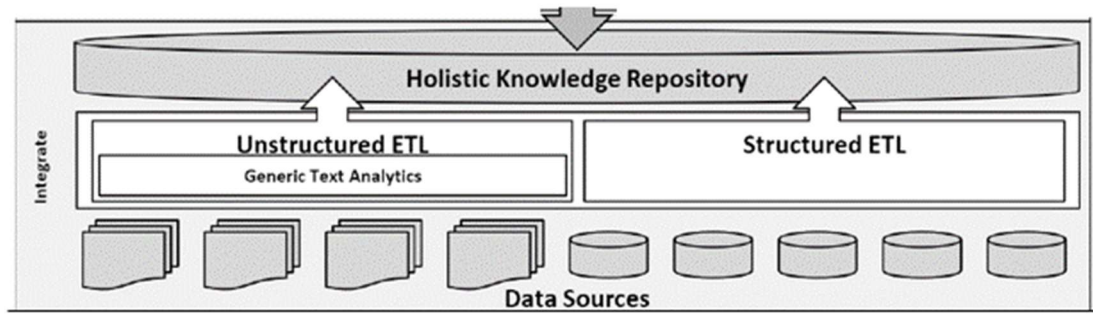 Holistic Knowledge Repository
Integrate
Unstructured ETL
Structured ETL
Generic Text Analytics
Data Sources